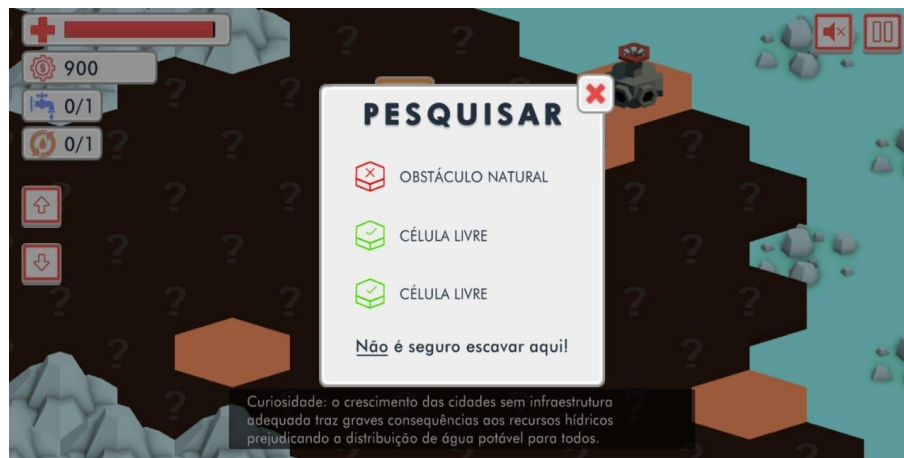 900
0/1
0/1
PESQUISAR
OBSTÁCULO NATURAL
CÉLULA LIVRE
CÉLULA LIVRE
Não é seguro escavar aqui!
Curiosidade: o crescimento das cidades sem infraestrutura
adequada traz graves consequências aos recursos hídricos
prejudicando a distribuição de água potável para todos.